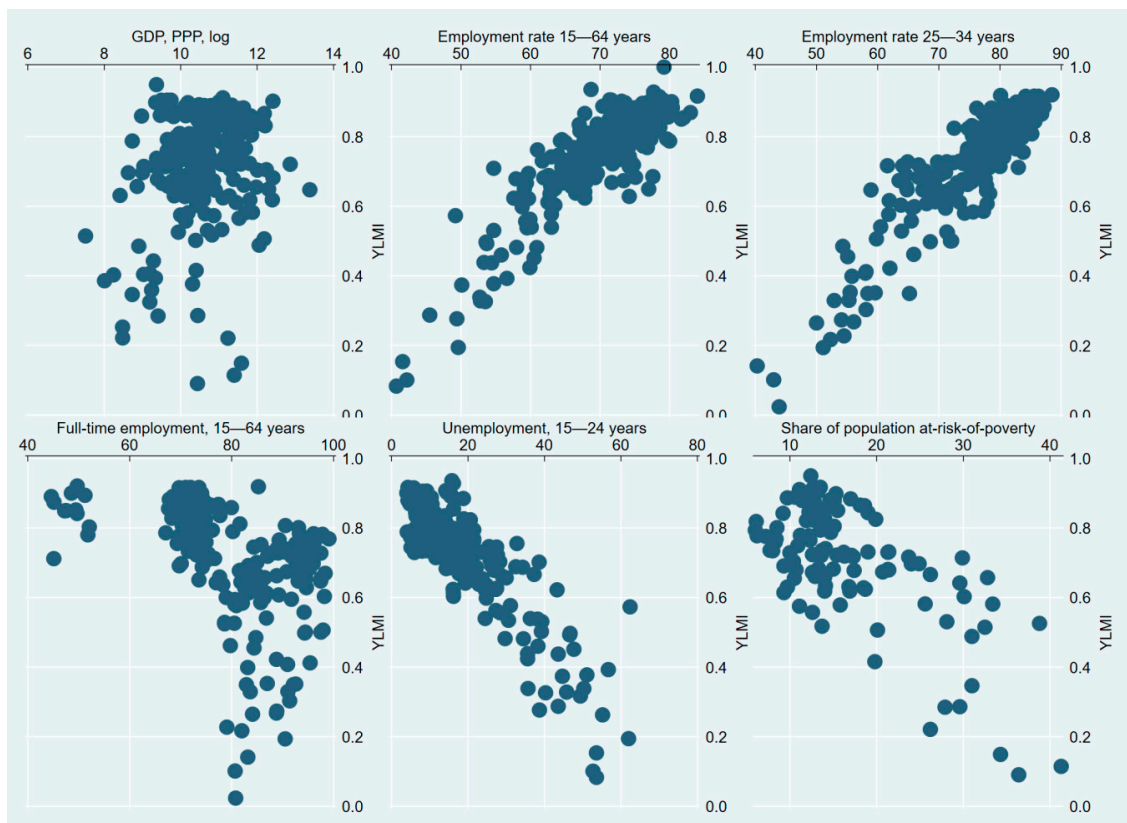 GDP, PPP, log
6 8 10 12 14
1.0
0.8
0.6
0.4
0.2
0.0
YLMI
Employment rate 15—64 years
40 50 60 70 80
1.0
0.8
0.6
0.4
0.2
0.0
YLMI
Employment rate 25—34 years
40 50 60 70 80 90
1.0
0.8
0.6
0.4
0.2
0.0
YLMI
Full-time employment, 15—64 years
40 60 80 100
1.0
0.8
0.6
0.4
0.2
0.0
YLMI
Unemployment, 15—24 years
0 20 40 60 80
1.0
0.8
0.6
0.4
0.2
0.0
YLMI
Share of population at-risk-of-poverty
10 20 30 40
1.0
0.8
0.6
0.4
0.2
0.0
YLMI